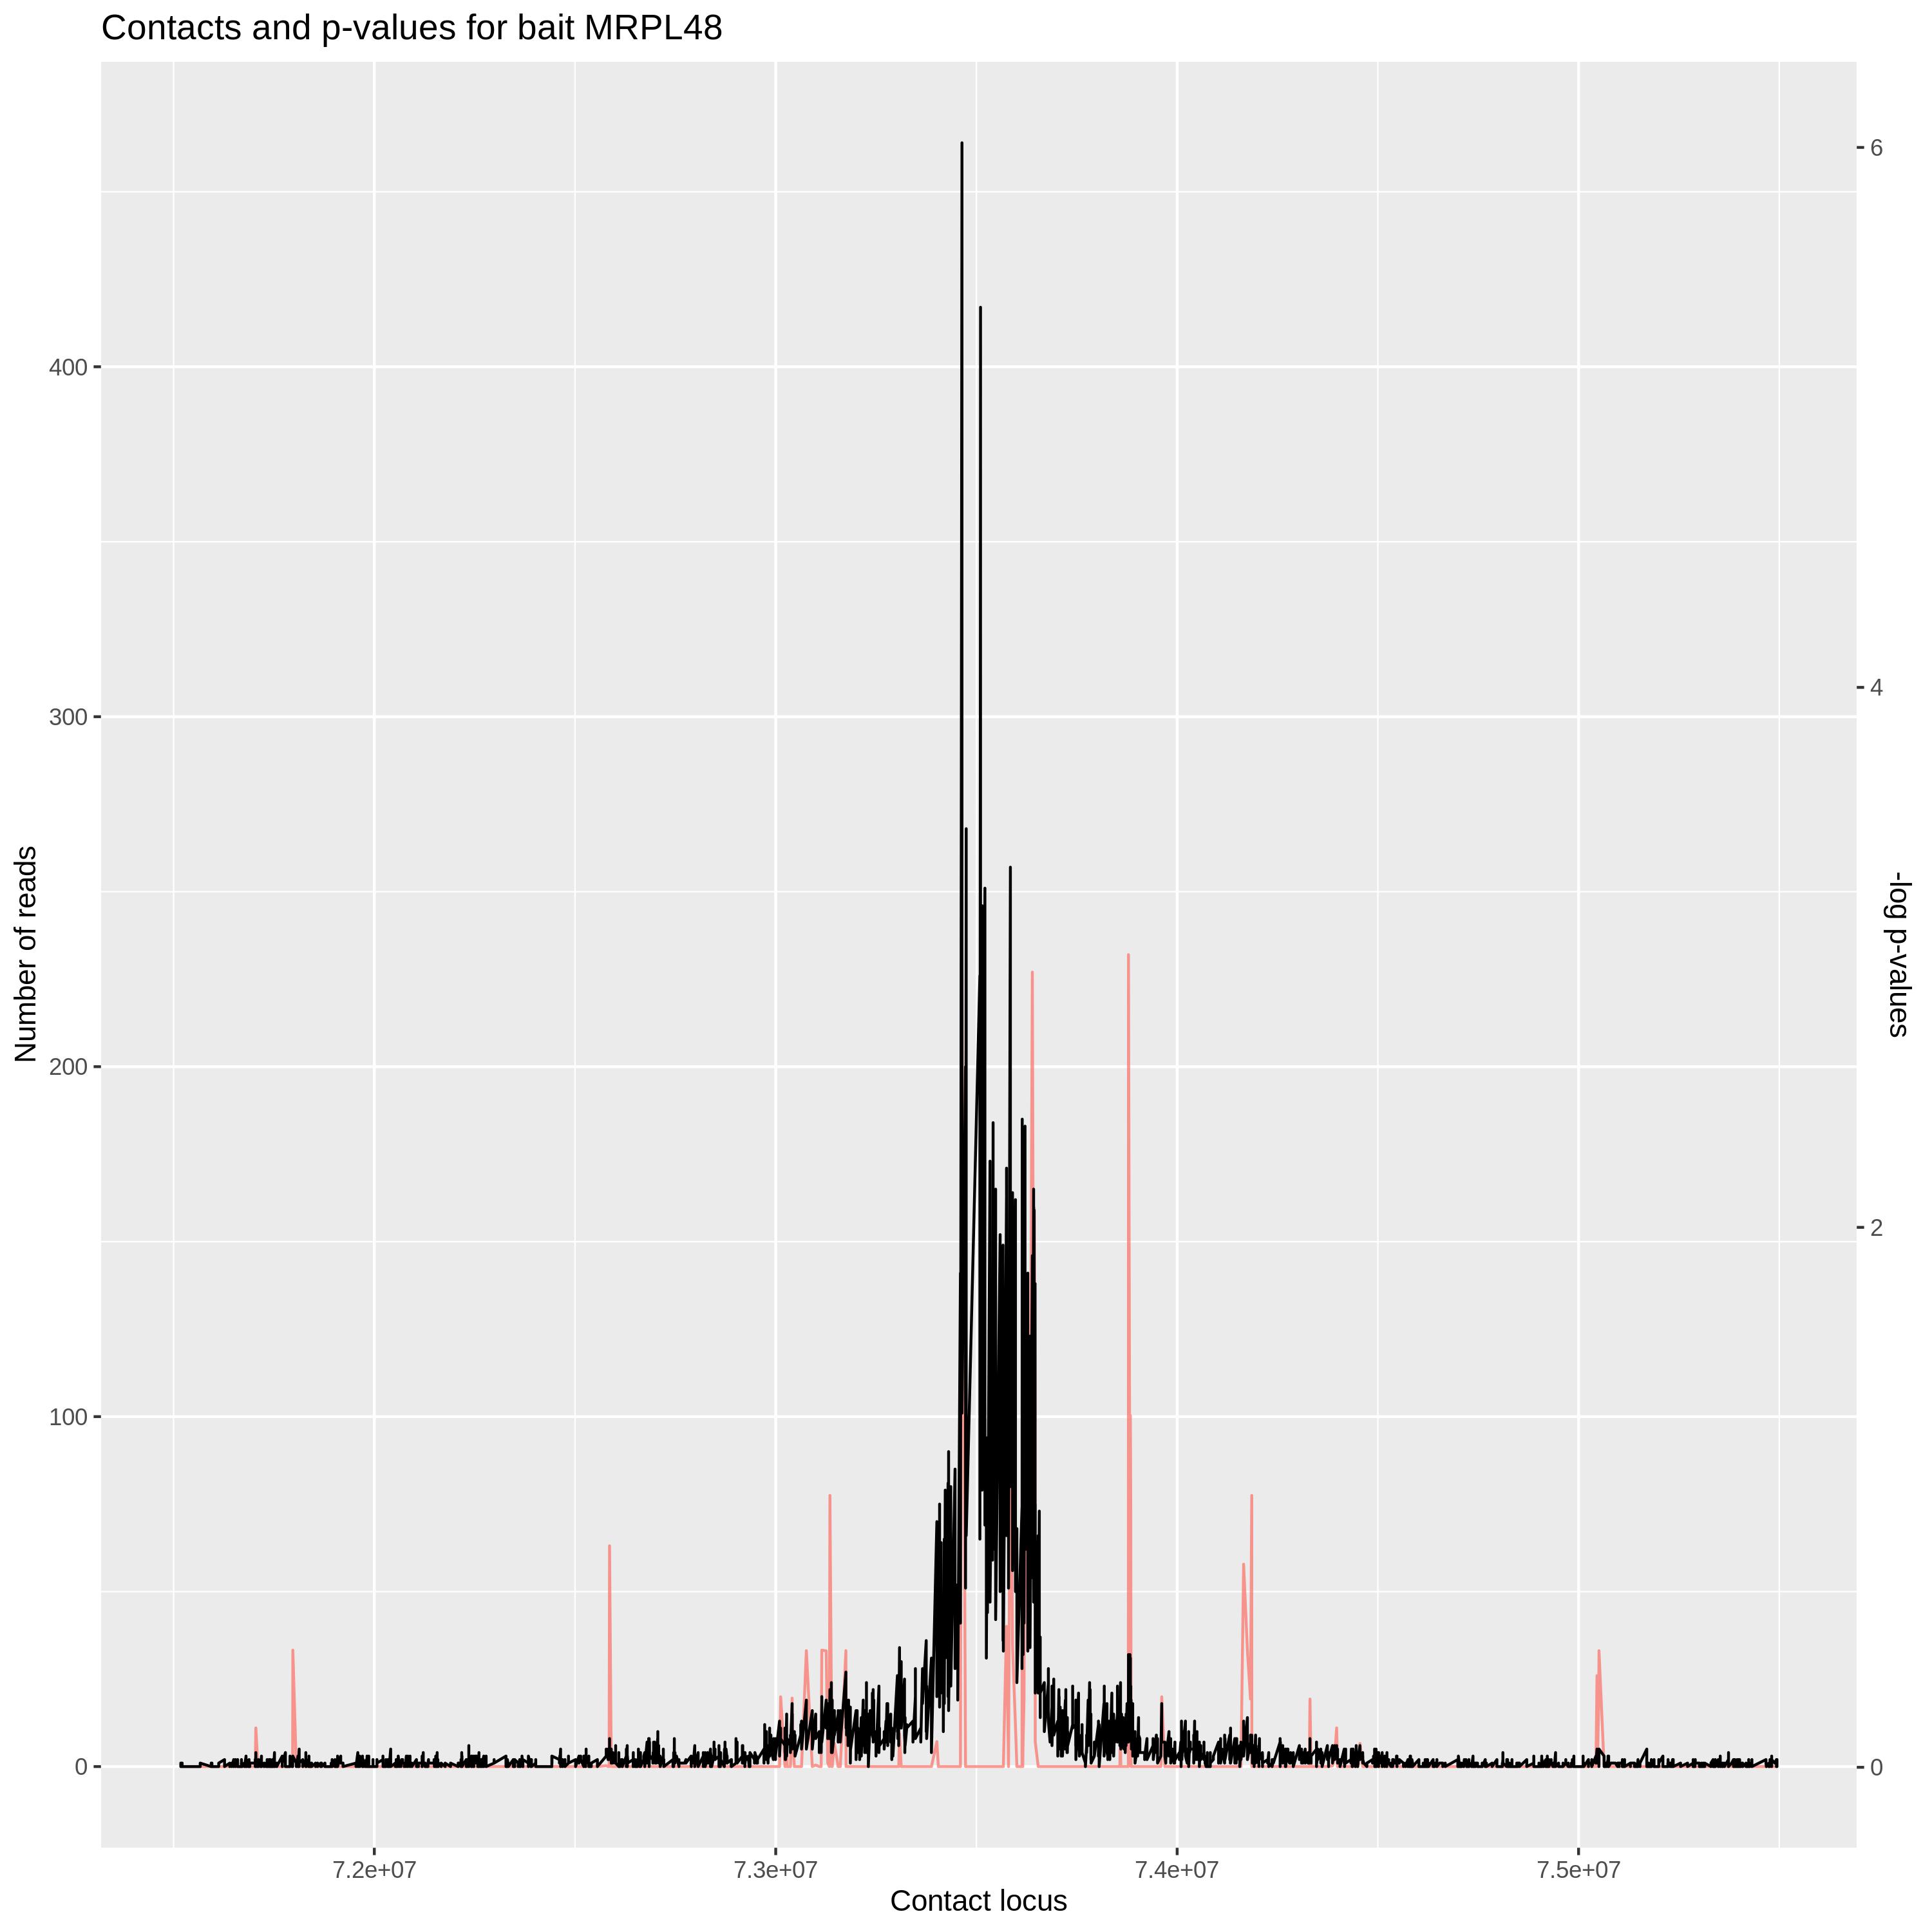 Contacts and p-values for bait MRPL48
Number of reads
400
300
200
100
0
6
4
2
0
-log p-values
7.2e+07
7.3e+07
7.4e+07
7.5e+07
Contact locus